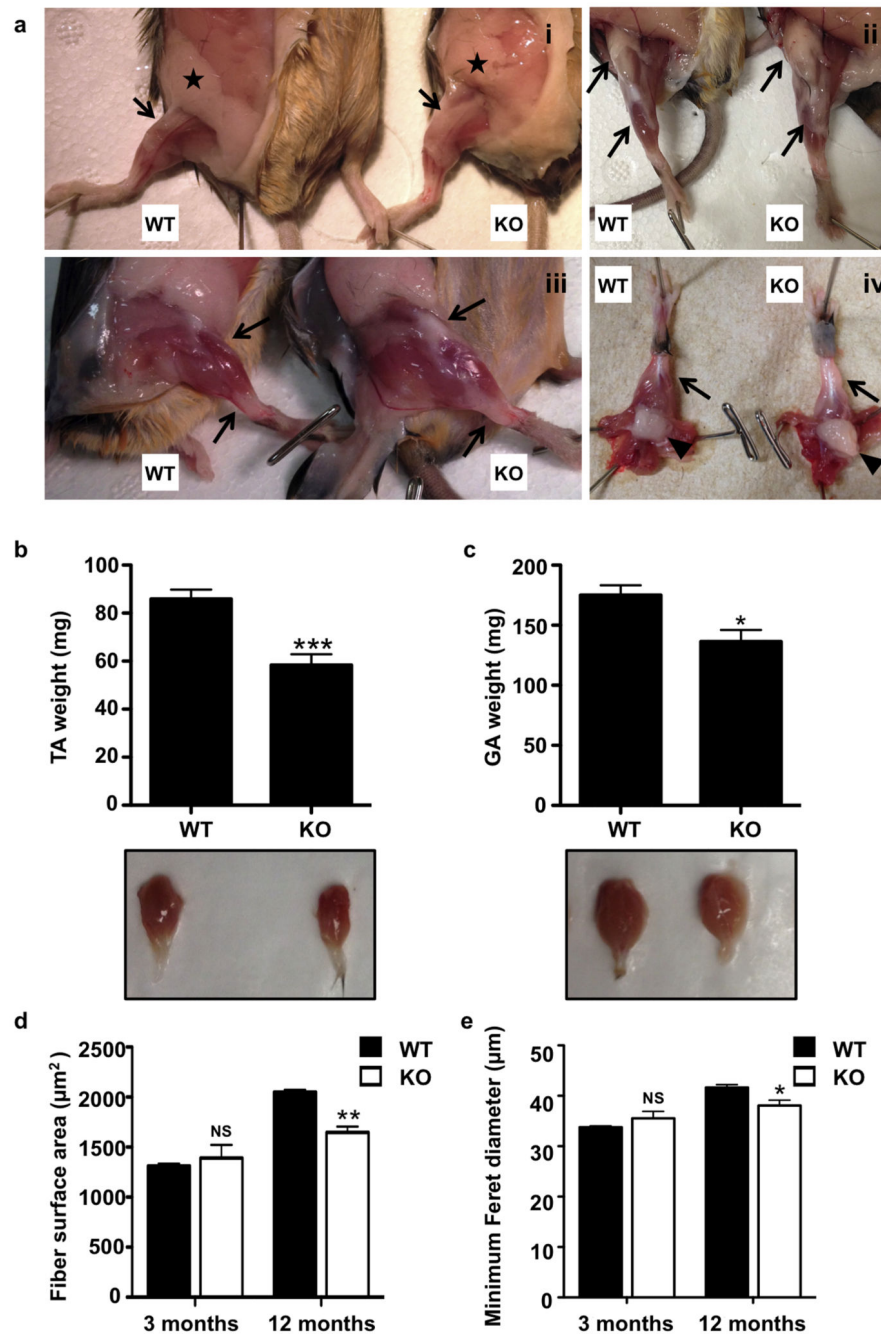 a
i
WT
KO
ii
WT
KO
iii
WT
KO
WT
KO
iv
b
TA weight (mg)
100
80
60
40
20
0
***
WT
KO
c
GA weight (mg)
200
150
100
50
0
*
WT
KO
d
Fiber surface area (µm²)
2500
2000
1500
1000
500
0
NS
**
WT
KO
3 months
12 months
e
Minimum Feret diameter (µm)
50
40
30
20
10
0
NS
*
WT
KO
3 months
12 months